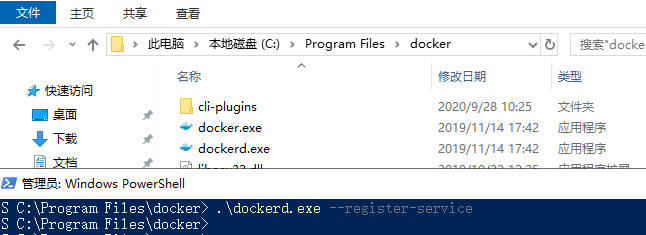 文件 主页 共享 查看
此电脑 › 本地磁盘 (C:) › Program Files › docker
搜索"docke
名称 修改日期 类型
快速访问
桌面
下载
文档
cli-plugins 2020/9/28 10:25 文件夹
docker.exe 2019/11/14 17:42 应用程序
dockerd.exe 2019/11/14 17:42 应用程序
管理员: Windows PowerShell
S C:\Program Files\docker> .\dockerd.exe --register-service
S C:\Program Files\docker>